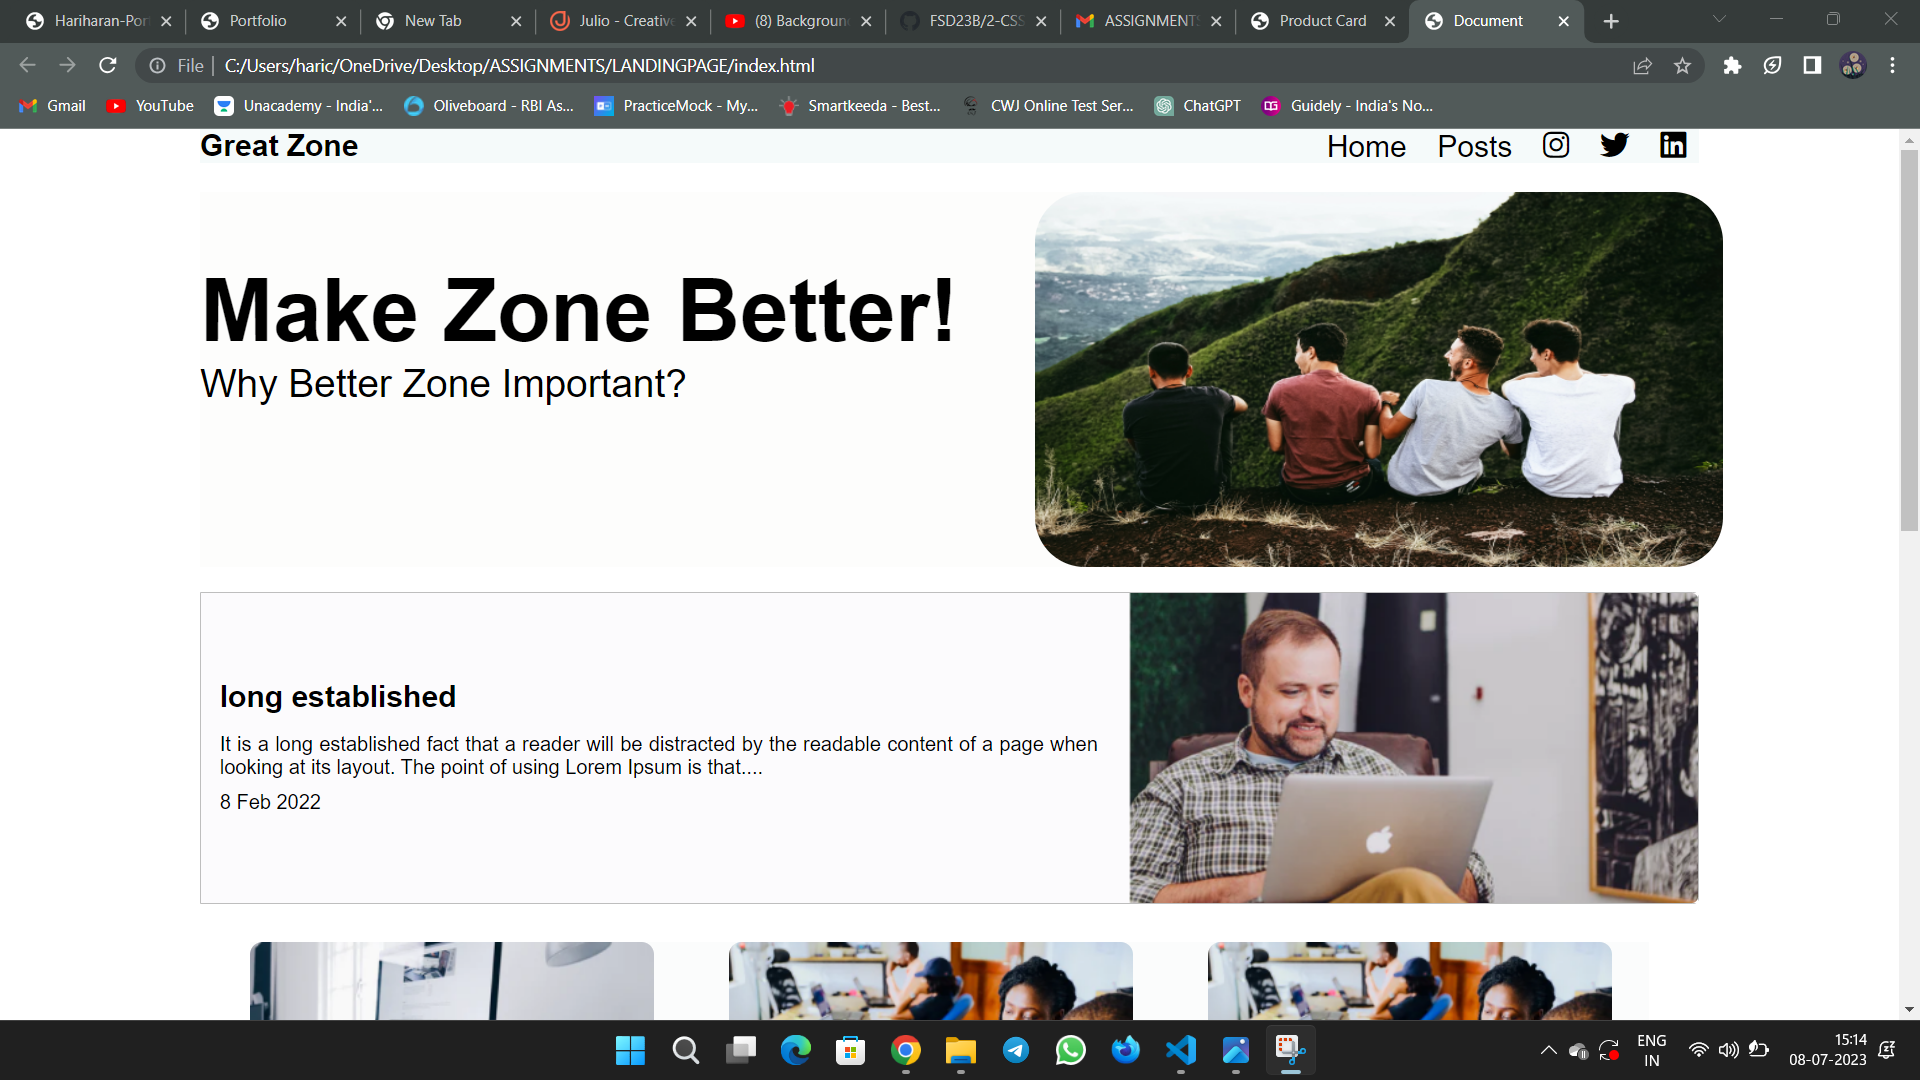 Hariharan-Por
Portfolio
New Tab
Julio - Creative
(8) Background
FSD23B/2-CSS
ASSIGNMENTS
Product Card
Document
File
C:/Users/haric/OneDrive/Desktop/ASSIGNMENTS/LANDINGPAGE/index.html
Gmail
YouTube
Unacademy - India'...
Oliveboard - RBI As...
PracticeMock - My...
Smartkeeda - Best...
CWJ Online Test Ser...
ChatGPT
DG
Guidely - India's No...
Great Zone
Home
Posts
in
Make Zone Better!
Why Better Zone Important?
long established
It is a long established fact that a reader will be distracted by the readable content of a page when
looking at its layout. The point of using Lorem Ipsum is that....
8 Feb 2022
ENG
IN
15:14
08-07-2023